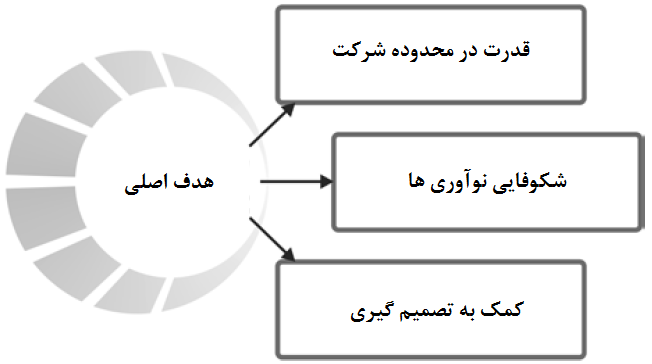 قدرت در محدوده شرکت
هدف اصلی
شکوفایی نوآوری ها
کمک به تصمیم گیری